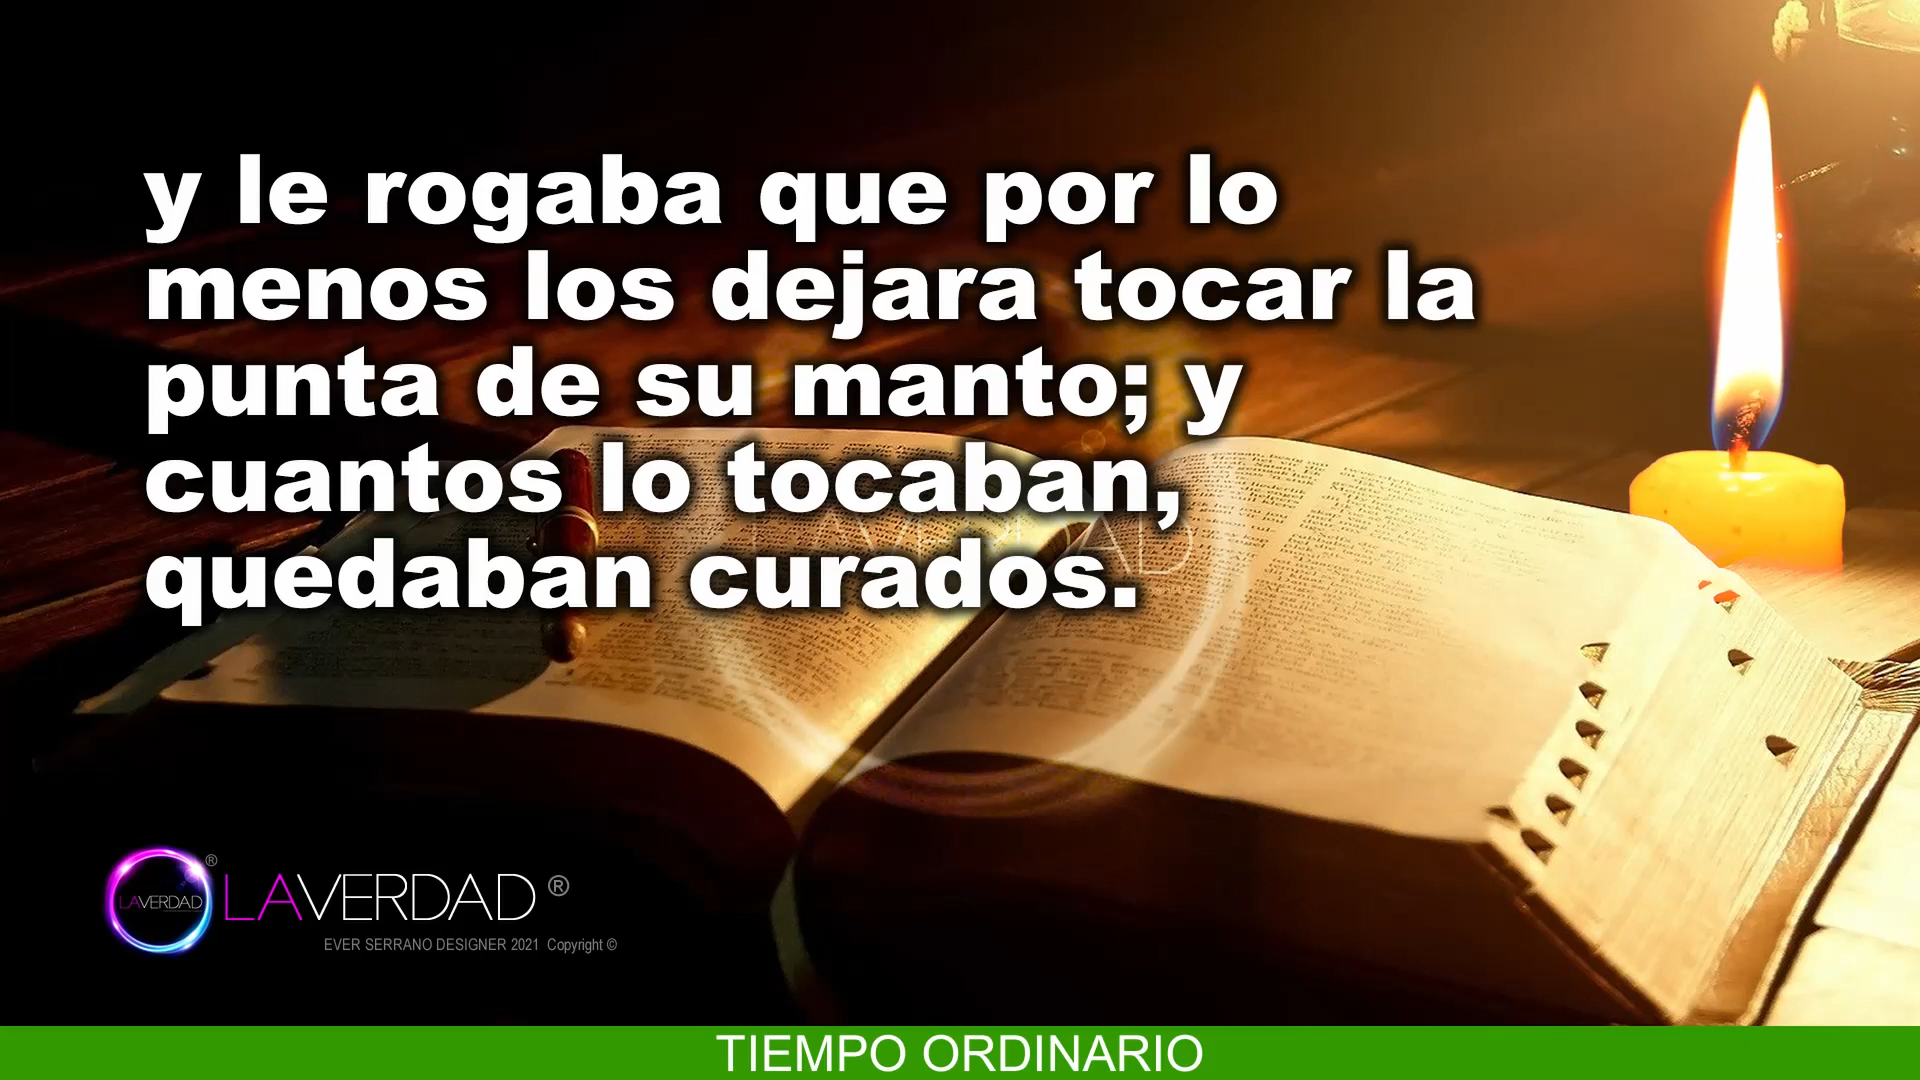 y le rogaba que por lo
menos los dejara tocar la
punta de su manto; y
cuantos lo tocaban,
quedaban curados.
LAVERDAD ®
LAVERDAD ®
EVER SERRANO DESIGNER 2021 Copyright ©
TIEMPO ORDINARIO